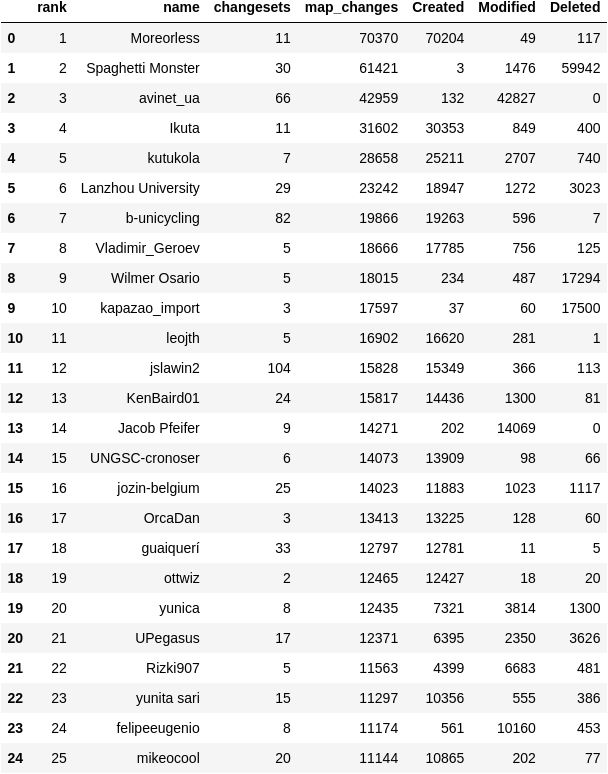 rank name changesets map_changes Created Modified Deleted
0 1 Moreorless 11 70370 70204 49 117
1 2 Spaghetti Monster 30 61421 3 1476 59942
2 3 avinet_ua 66 42959 132 42827 0
3 4 Ikuta 11 31602 30353 849 400
4 5 kutukola 7 28658 25211 2707 740
5 6 Lanzhou University 29 23242 18947 1272 3023
6 7 b-unicycling 82 19866 19263 596 7
7 8 Vladimir_Geroev 5 18666 17785 756 125
8 9 Wilmer Osario 5 18015 234 487 17294
9 10 kapazao_import 3 17597 37 60 17500
10 11 leojth 5 16902 16620 281 1
11 12 jslawin2 104 15828 15349 366 113
12 13 KenBaird01 24 15817 14436 1300 81
13 14 Jacob Pfeifer 9 14271 202 14069 0
14 15 UNGSC-cronoser 6 14073 13909 98 66
15 16 jozin-belgium 25 14023 11883 1023 1117
16 17 OrcaDan 3 13413 13225 128 60
17 18 guaiquerí 33 12797 12781 11 5
18 19 ottwiz 2 12465 12427 18 20
19 20 yunica 8 12435 7321 3814 1300
20 21 UPegasus 17 12371 6395 2350 3626
21 22 Rizki907 5 11563 4399 6683 481
22 23 yunita sari 15 11297 10356 555 386
23 24 felipeeugenio 8 11174 561 10160 453
24 25 mikeocool 20 11144 10865 202 77